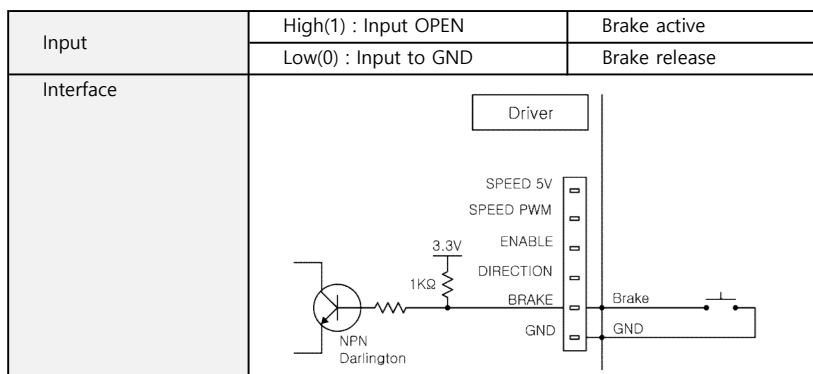 Input
High(1) : Input OPEN
Brake active
Low(0) : Input to GND
Brake release
Interface
Driver
SPEED 5V
SPEED PWM
ENABLE
3.3V
DIRECTION
1KΩ
BRAKE
Brake
GND
GND
NPN
Darlington